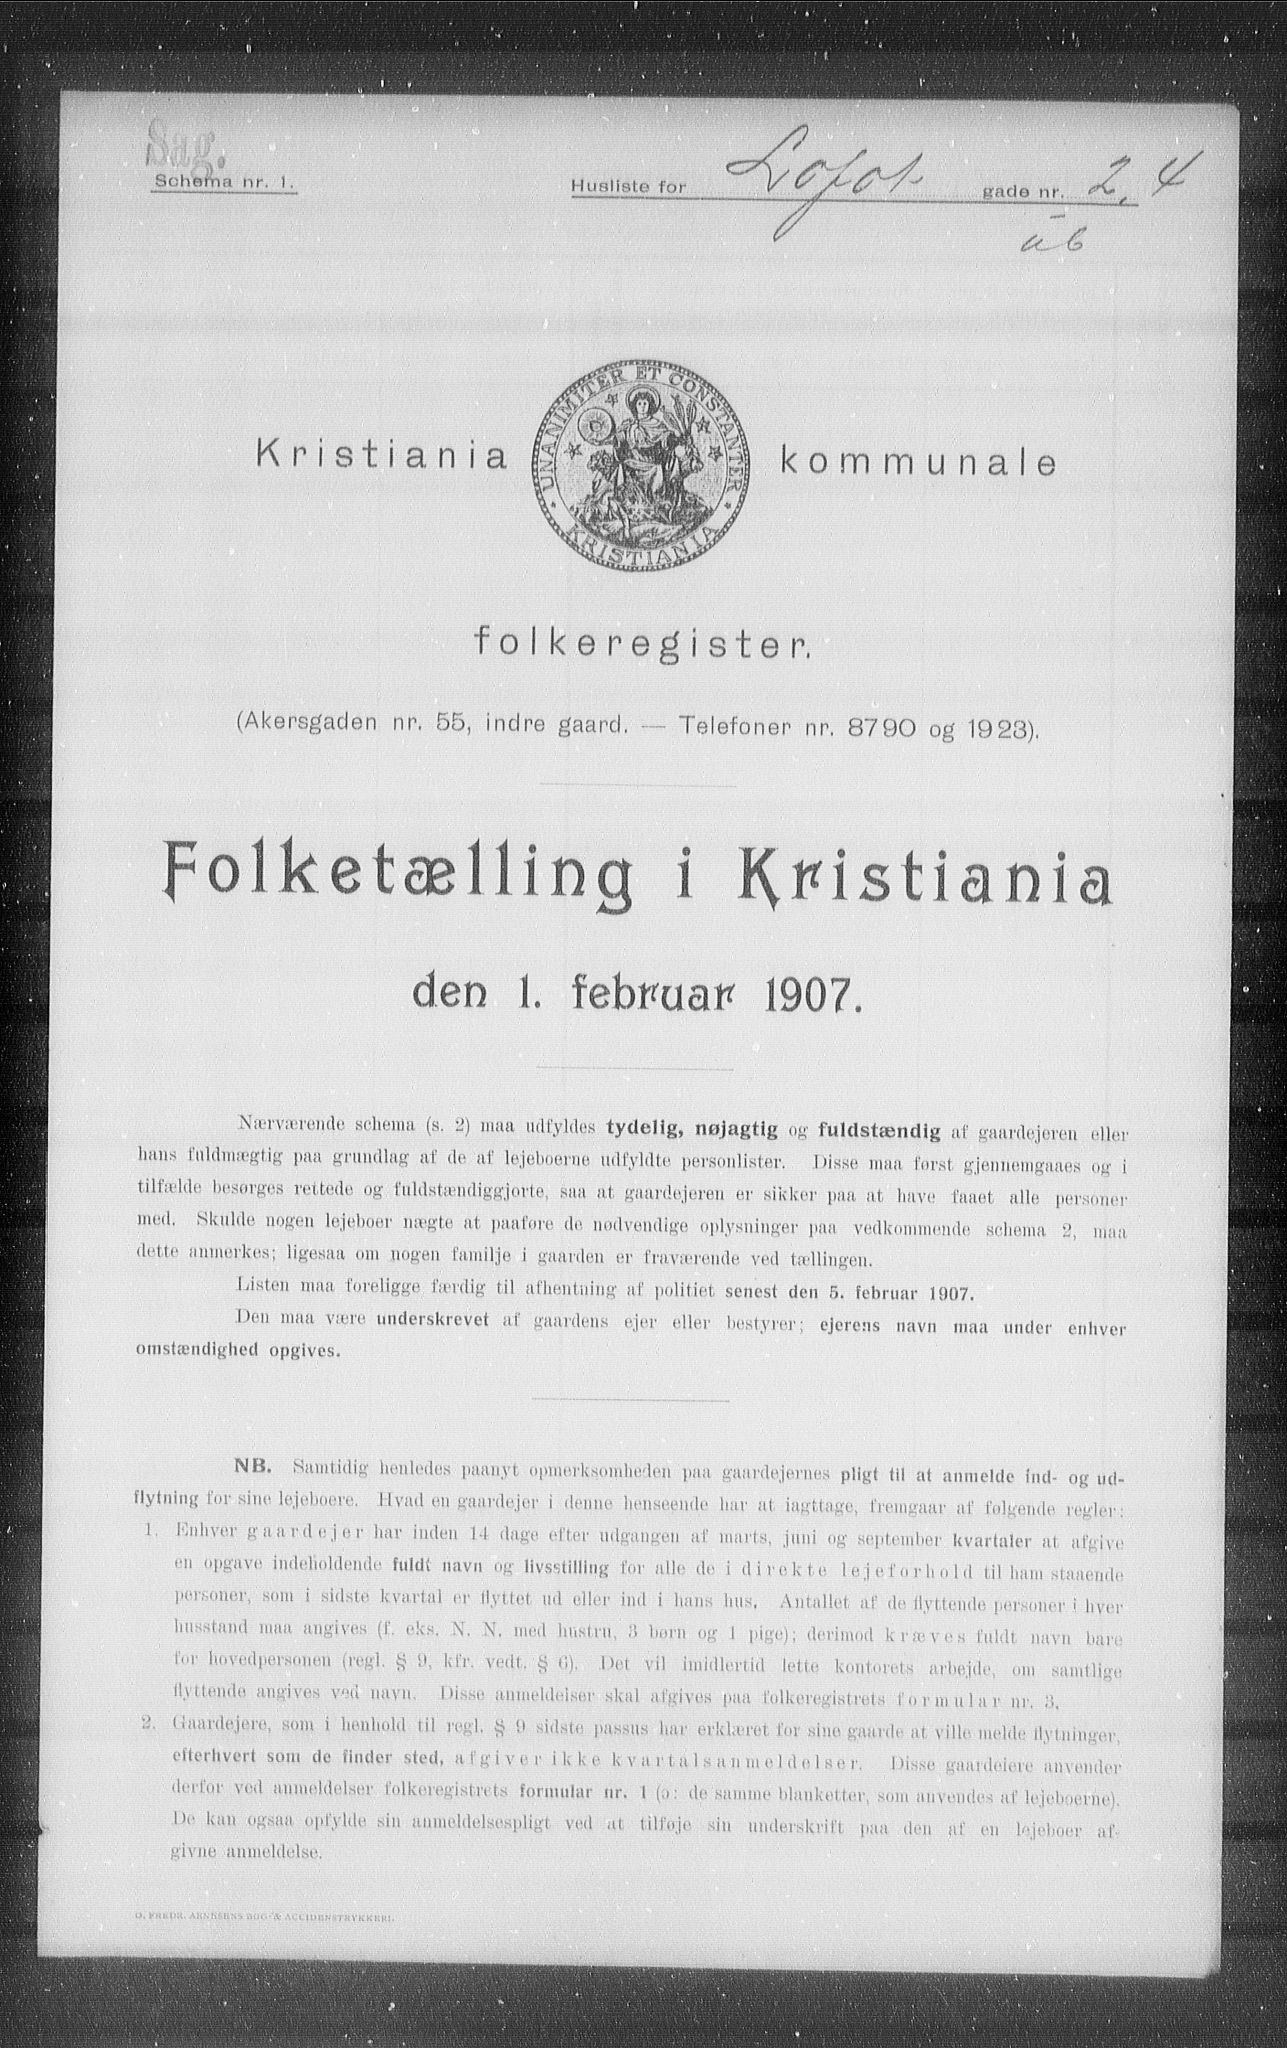 Sag.
Schema nr. 1.
Husliste for Lofot gade nr. 2, 4
ub
UNANIMITER ET CONSTANTER
KRISTIANIA
Kristiania kommunale
folkeregister.
(Akersgaden nr. 55, indre gaard. — Telefoner nr. 8790 og 1923).
Folketælling i Kristiania
den 1. februar 1907.
Nærværende schema (s. 2) maa udfyldes tydelig, nøjagtig og fuldstændig af gaardejeren eller
hans fuldmægtig paa grundlag af de af lejeboerne udfyldte personlister. Disse maa først gjennemgaaes og i
tilfælde besørges rettede og fuldstændiggjorte, saa at gaardejeren er sikker paa at have faaet alle personer
med. Skulde nogen lejeboer nægte at paaføre de nødvendige oplysninger paa vedkommende schema 2, maa
dette anmerkes; ligesaa om nogen familje i gaarden er fraværende ved tællingen.
Listen maa foreligge færdig til afhentning af politiet senest den 5. februar 1907.
Den maa være underskrevet af gaardens ejer eller bestyrer; ejerens navn maa under enhver
omstændighed opgives.
NB. Samtidig henledes paanyt opmerksomheden paa gaardejernes pligt til at anmelde ind- og ud-
flytning for sine lejeboere. Hvad en gaardejer i denne henseende har at iagttage, fremgaar af følgende regler:
1. Enhver gaardejer har inden 14 dage efter udgangen af marts, juni og september kvartaler at afgive
en opgave indeholdende fuldt navn og livsstilling for alle de i direkte lejeforhold til ham staaende
personer, som i sidste kvartal er flyttet ud eller ind i hans hus. Antallet af de flyttende personer i hver
husstand maa angives (f. eks. N. N. med hustru, 3 børn og 1 pige); derimod kræves fuldt navn bare
for hovedpersonen (regl. § 9, kfr. vedt. § 6). Det vil imidlertid lette kontorets arbejde, om samtlige
flyttende angives ved navn. Disse anmeldelser skal afgives paa folkeregistrets formular nr. 3.
2. Gaardejere, som i henhold til regl. § 9 sidste passus har erklæret for sine gaarde at ville melde flytninger,
efterhvert som de finder sted, afgiver ikke kvartalsanmeldelser. Disse gaardeiere anvender
derfor ved anmeldelser folkeregistrets formular nr. 1 (ɔ: de samme blanketter, som anvendes af lejeboerne).
De kan ogsaa opfylde sin anmeldelsespligt ved at tilføje sin underskrift paa den af en lejeboer af-
givne anmeldelse.
O. FREDR. ARNESENS BOG- & ACCIDENSTRYKKERI.